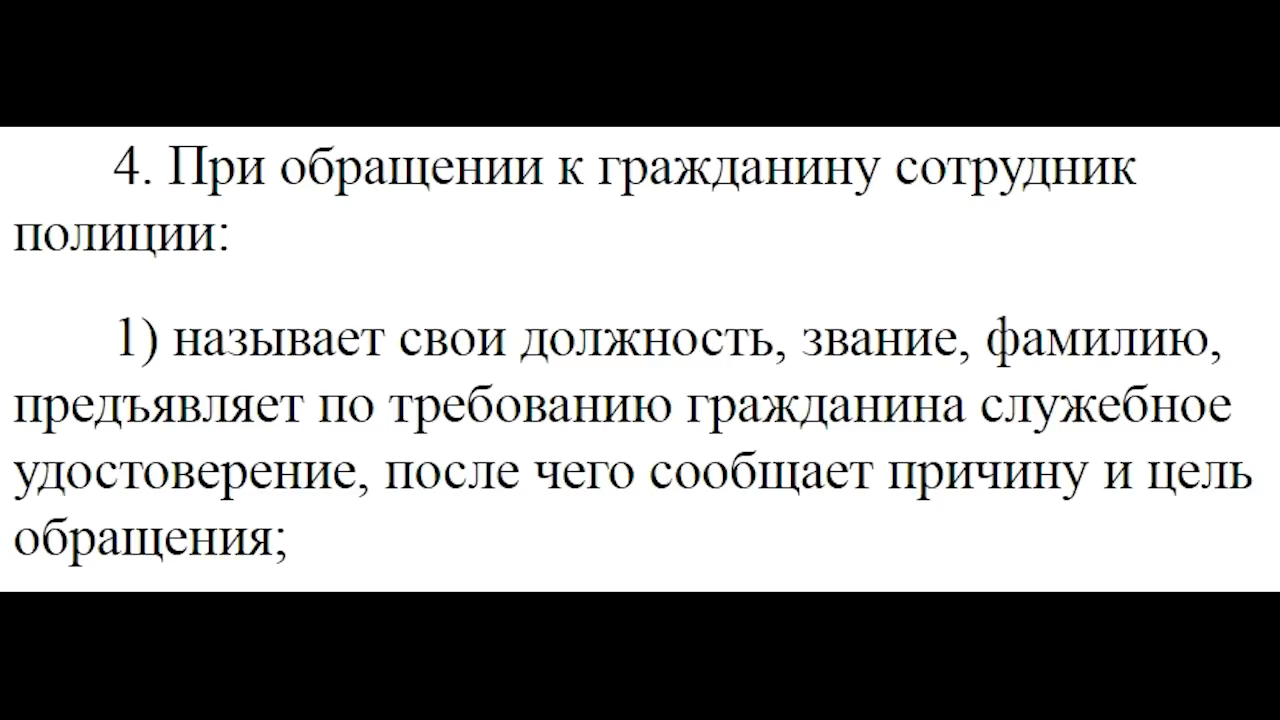 4. При обращении к гражданину сотрудник
полиции:
1) называет свои должность, звание, фамилию,
предъявляет по требованию гражданина служебное
удостоверение, после чего сообщает причину и цель
обращения;